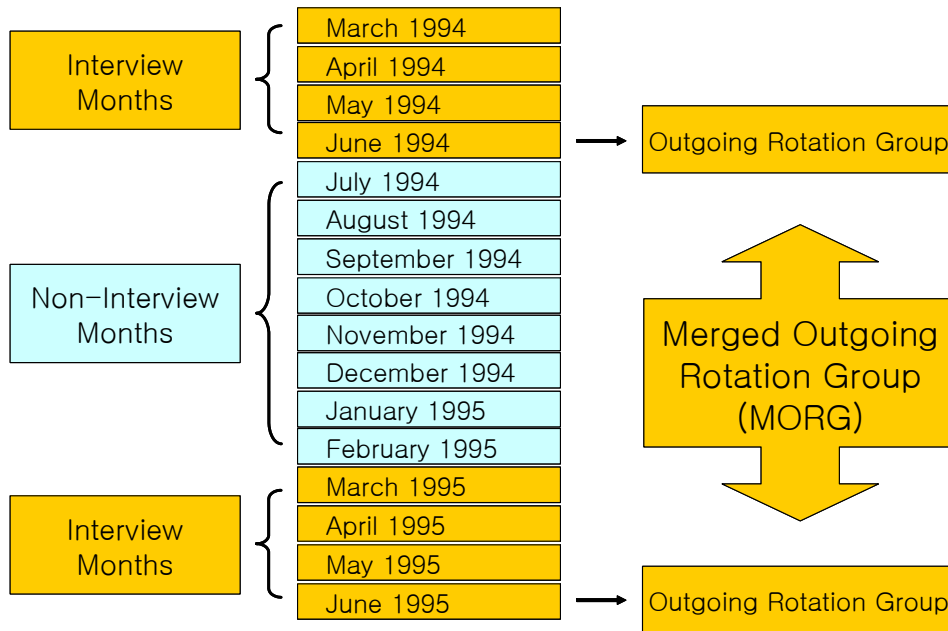 Interview
Months
March 1994
April 1994
May 1994
June 1994
Outgoing Rotation Group
Non-Interview
Months
July 1994
August 1994
September 1994
October 1994
November 1994
December 1994
January 1995
February 1995
Merged Outgoing
Rotation Group
(MORG)
Interview
Months
March 1995
April 1995
May 1995
June 1995
Outgoing Rotation Group